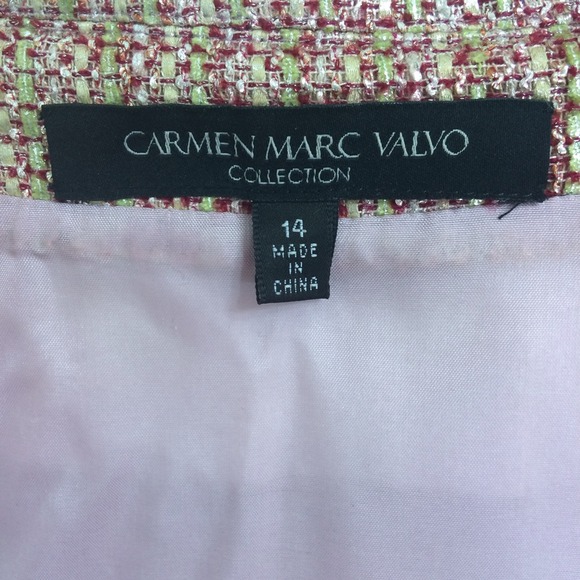 CARMEN MARC VALVO
COLLECTION
14
MADE
IN
CHINA